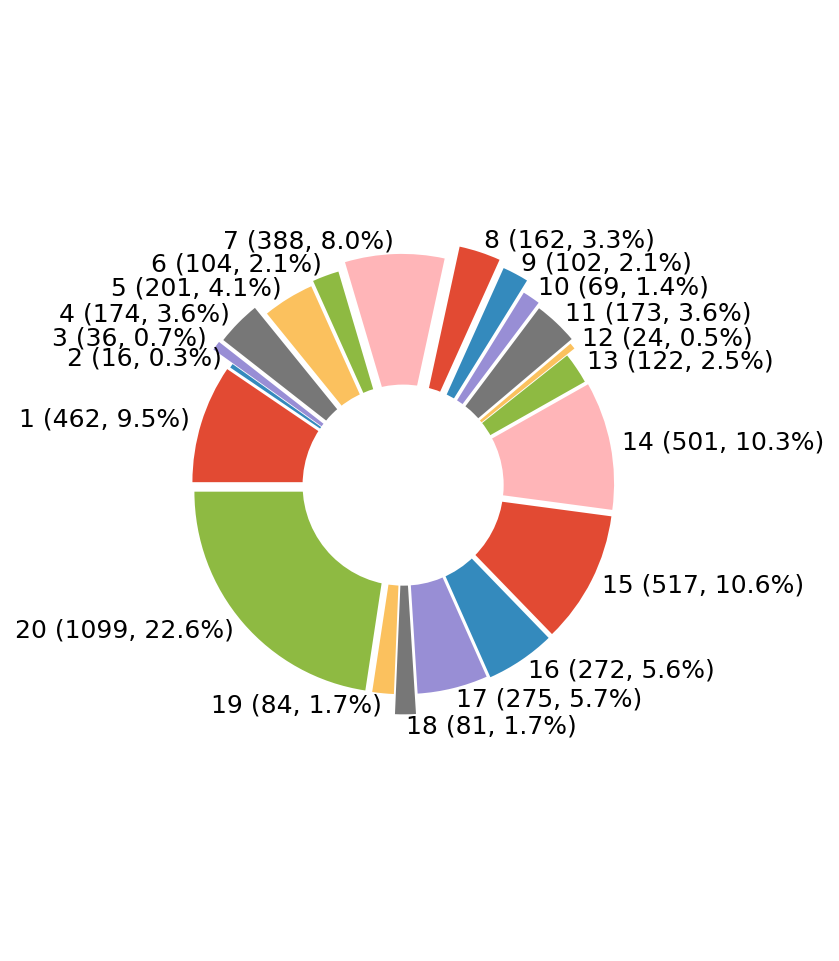 7 (388, 8.0%)
8 (162, 3.3%)
6 (104, 2.1%)
9 (102, 2.1%)
5 (201, 4.1%)
10 (69, 1.4%)
4 (174, 3.6%)
11 (173, 3.6%)
3 (36, 0.7%)
12 (24, 0.5%)
2 (16, 0.3%)
13 (122, 2.5%)
1 (462, 9.5%)
14 (501, 10.3%)
15 (517, 10.6%)
20 (1099, 22.6%)
16 (272, 5.6%)
17 (275, 5.7%)
19 (84, 1.7%)
18 (81, 1.7%)